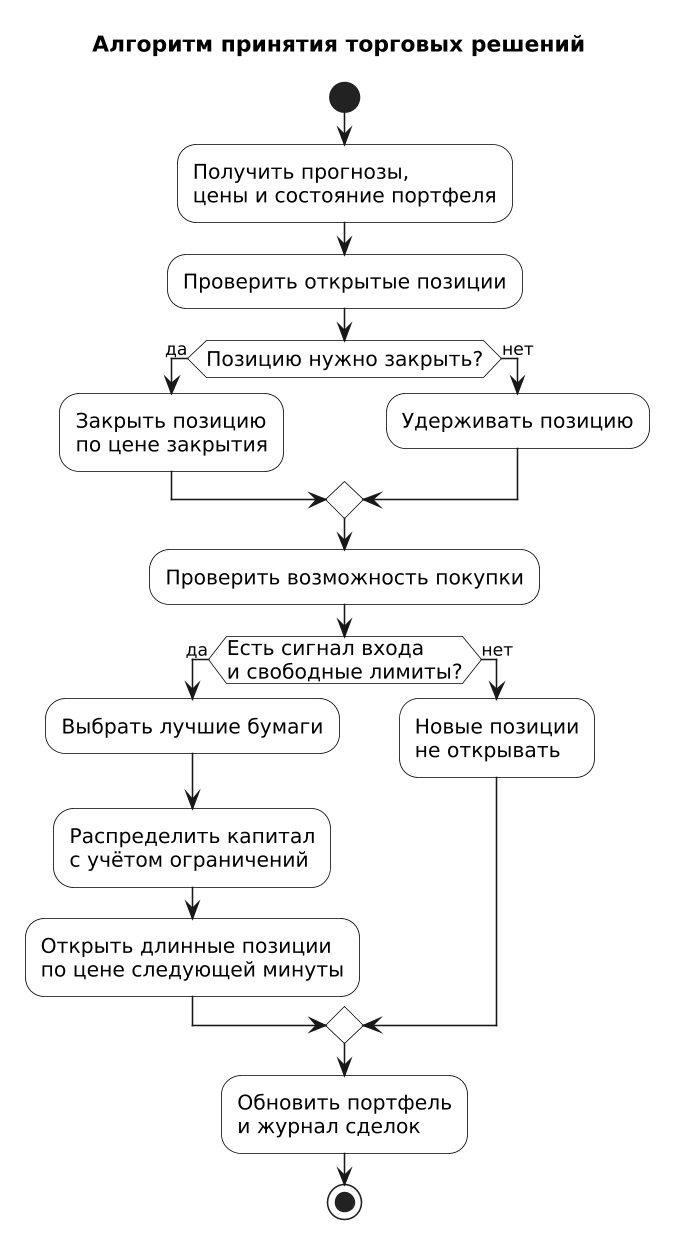 Алгоритм принятия торговых решений
Получить прогнозы,
цены и состояние портфеля
Проверить открытые позиции
Позицию нужно закрыть?
да
нет
Закрыть позицию
по цене закрытия
Удерживать позицию
Проверить возможность покупки
Есть сигнал входа
и свободные лимиты?
да
нет
Выбрать лучшие бумаги
Новые позиции
не открывать
Распределить капитал
с учётом ограничений
Открыть длинные позиции
по цене следующей минуты
Обновить портфель
и журнал сделок